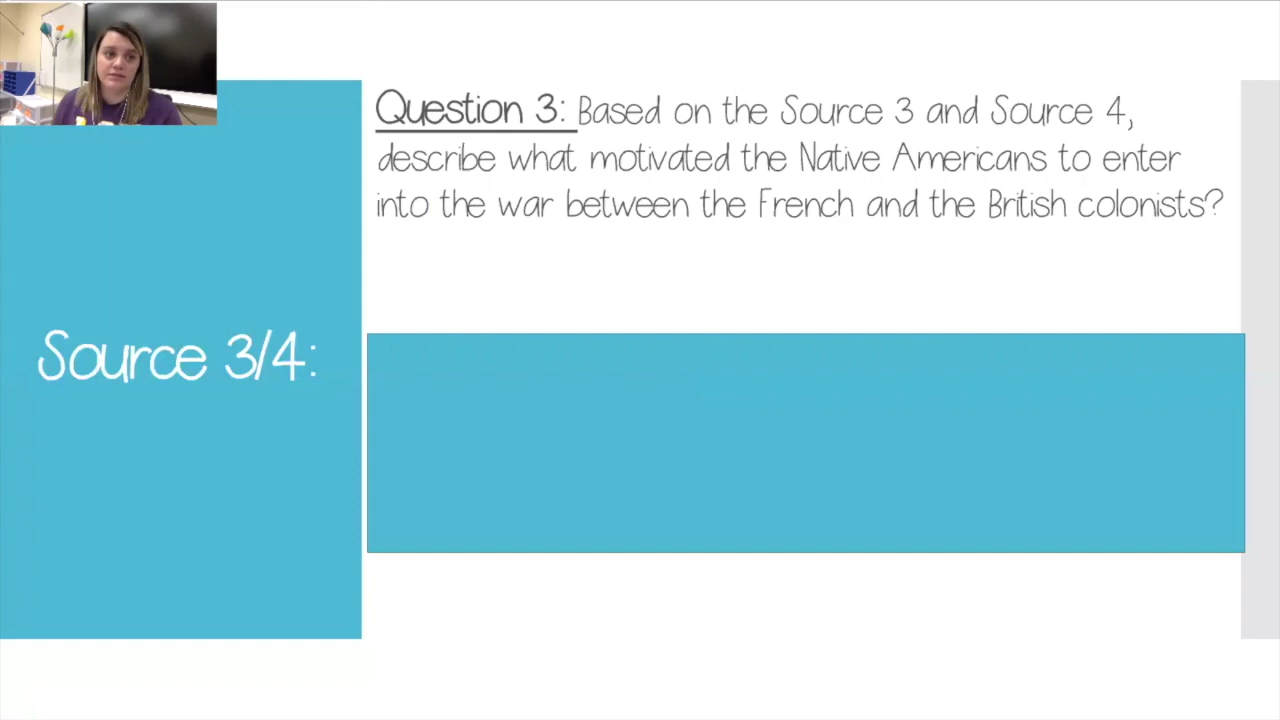 Question 3: Based on the Source 3 and Source 4,
describe what motivated the Native Americans to enter
into the war between the French and the British colonists?
Source 3/4: